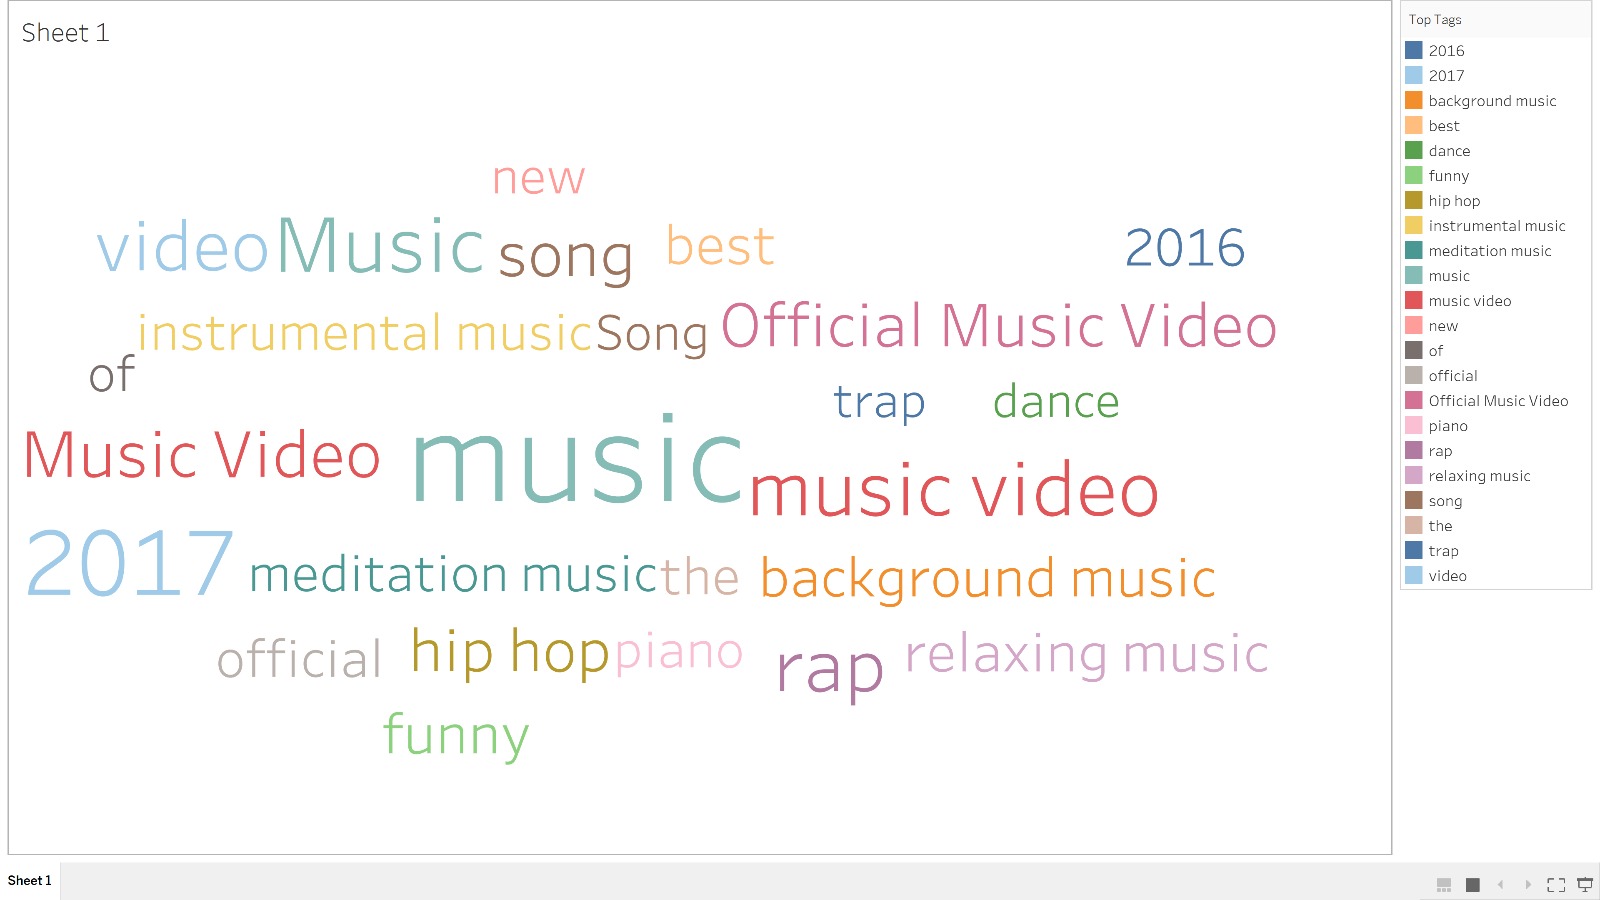 Sheet 1
new
video Music song best 2016
instrumental music Song Official Music Video
of
trap dance
Music Video music music video
2017 meditation music the background music
official hip hop piano rap relaxing music
funny
Top Tags
2016
2017
background music
best
dance
funny
hip hop
instrumental music
meditation music
music
music video
new
of
official
Official Music Video
piano
rap
relaxing music
song
the
trap
video
Sheet 1